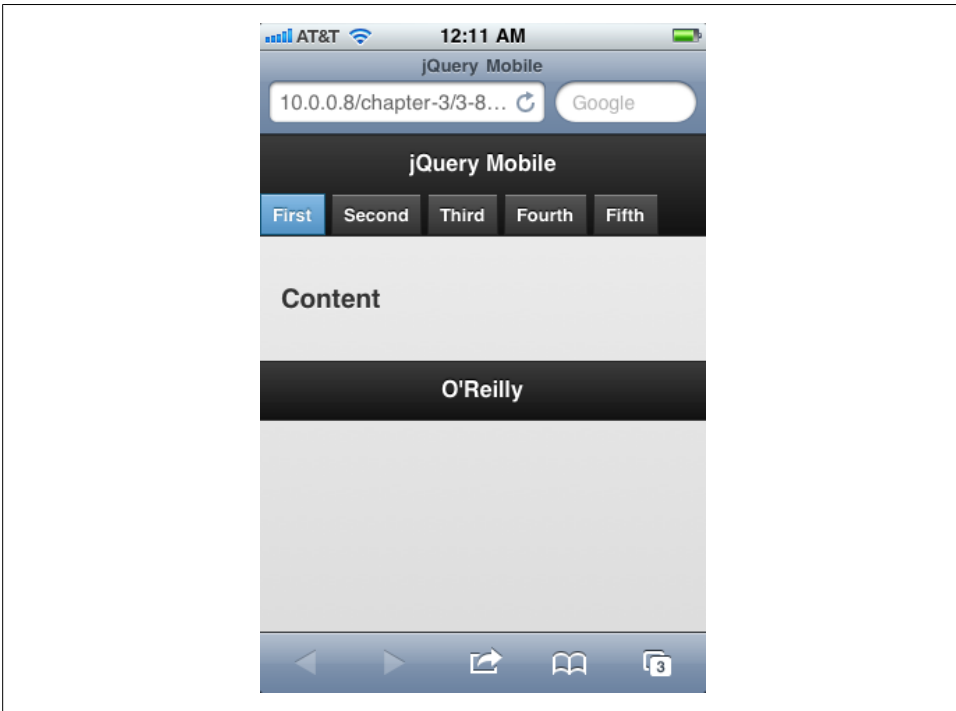 AT&T 12:11 AM
jQuery Mobile
10.0.0.8/chapter-3/3-8... Google
jQuery Mobile
First Second Third Fourth Fifth
Content
O'Reilly
3